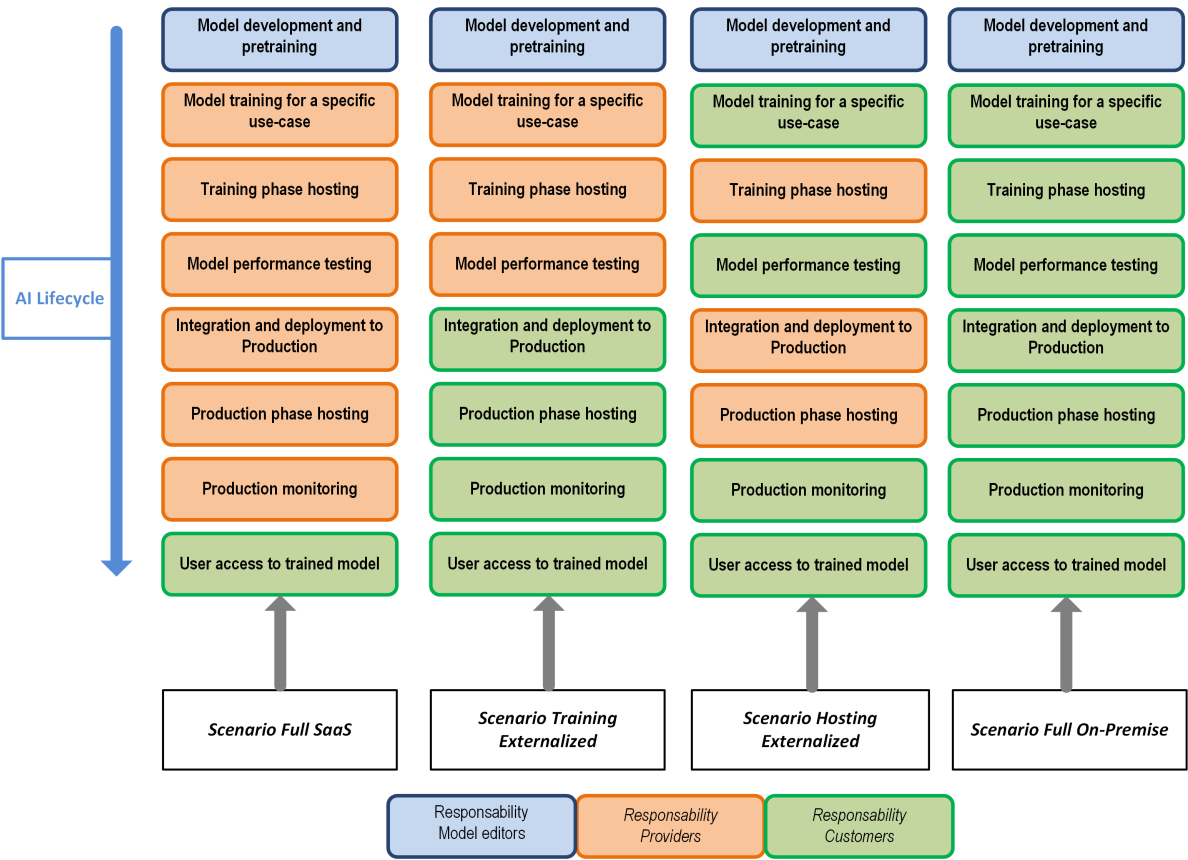 Model development and
pretraining
Model training for a specific
use-case
Training phase hosting
Model performance testing
Integration and deployment to
Production
Production phase hosting
Production monitoring
User access to trained model
Scenario Full SaaS
Model development and
pretraining
Model training for a specific
use-case
Training phase hosting
Model performance testing
Integration and deployment to
Production
Production phase hosting
Production monitoring
User access to trained model
Scenario Training
Externalized
Model development and
pretraining
Model training for a specific
use-case
Training phase hosting
Model performance testing
Integration and deployment to
Production
Production phase hosting
Production monitoring
User access to trained model
Scenario Hosting
Externalized
Model development and
pretraining
Model training for a specific
use-case
Training phase hosting
Model performance testing
Integration and deployment to
Production
Production phase hosting
Production monitoring
User access to trained model
Scenario Full On-Premise
AI Lifecycle
Responsability
Model editors
Responsability
Providers
Responsability
Customers